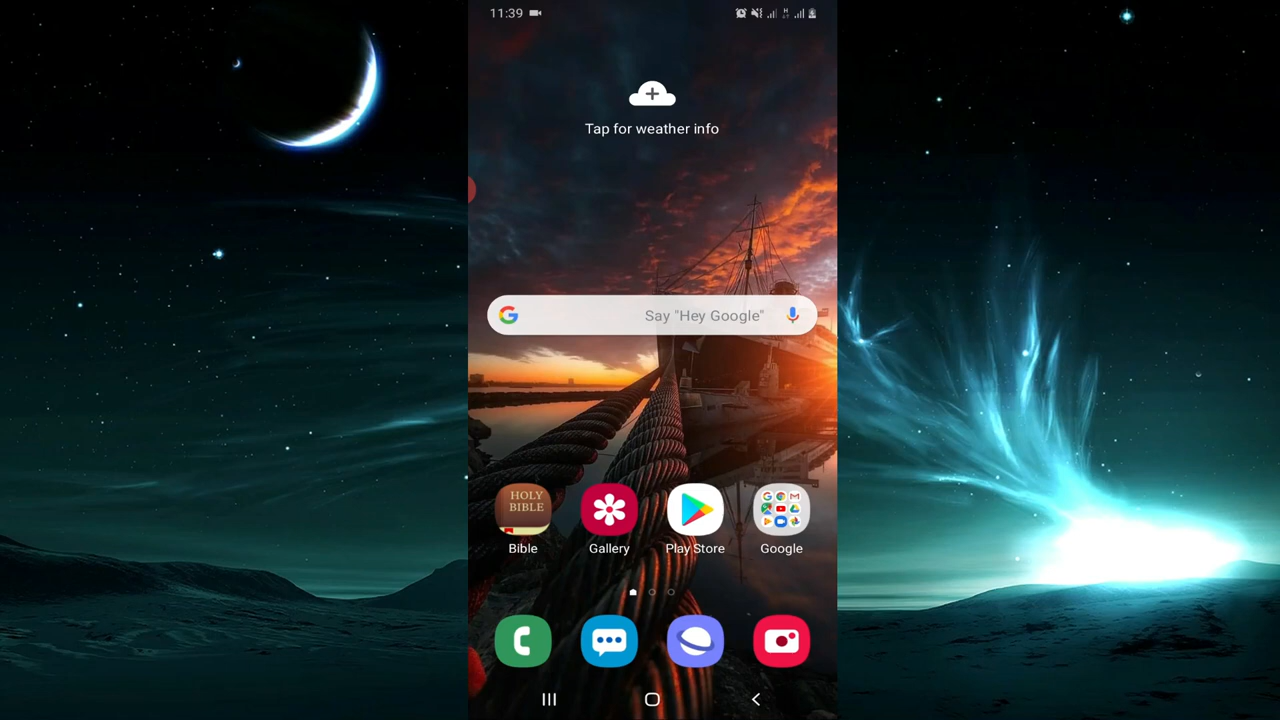 11:39
Tap for weather info
Say "Hey Google"
HOLY
BIBLE
Bible
Gallery
Play Store
Google